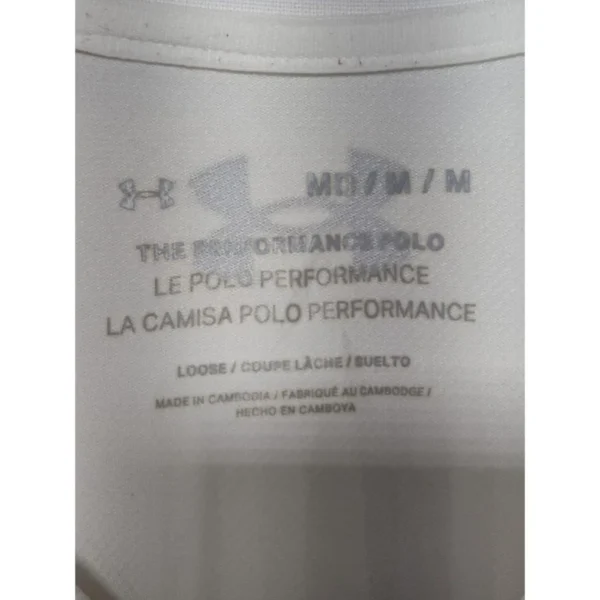 MD / M / M
THE PERFORMANCE POLO
LE POLO PERFORMANCE
LA CAMISA POLO PERFORMANCE
LOOSE / COUPE LÂCHE / SUELTO
MADE IN CAMBODIA / FABRIQUÉ AU CAMBODGE /
HECHO EN CAMBOYA